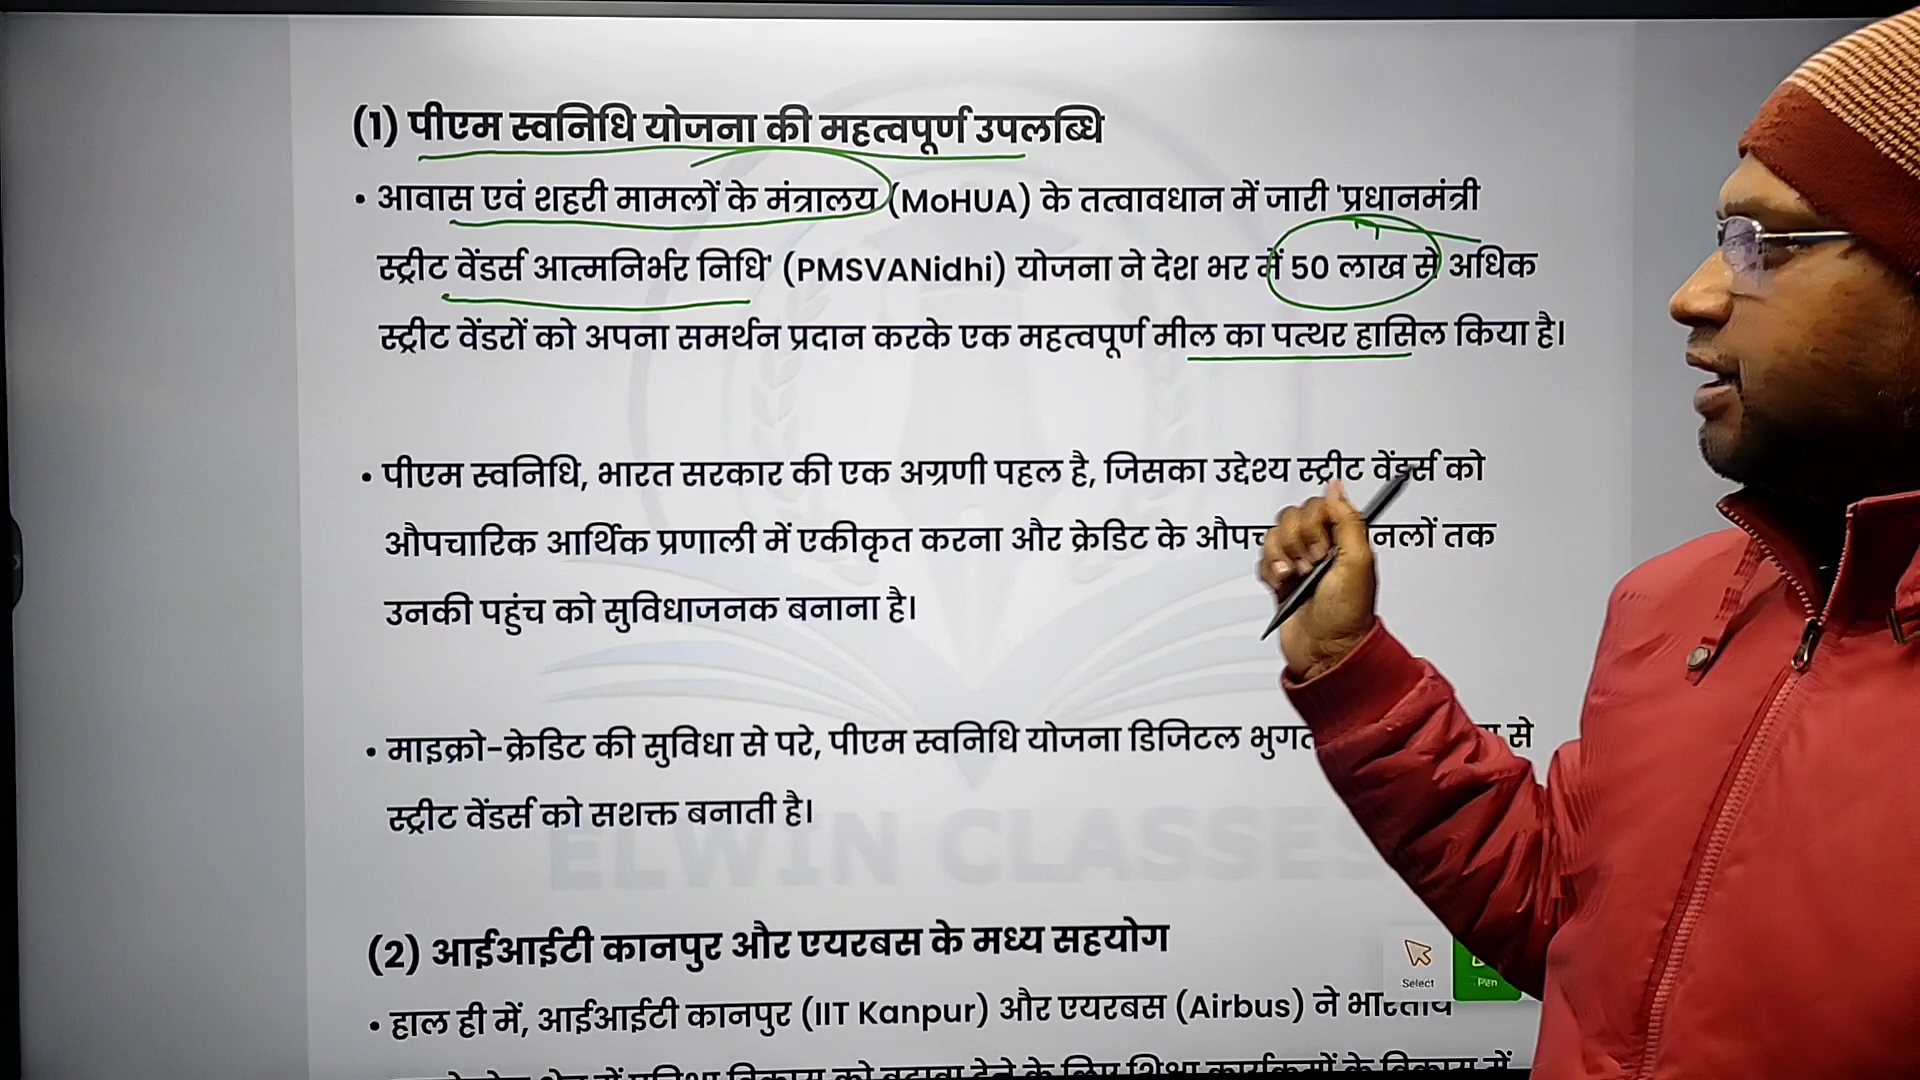 (1) पीएम स्वनिधि योजना की महत्वपूर्ण उपलब्धि
• आवास एवं शहरी मामलों के मंत्रालय (MoHUA) के तत्वावधान में जारी 'प्रधानमंत्री
स्ट्रीट वेंडर्स आत्मनिर्भर निधि' (PMSVANidhi) योजना ने देश भर में 50 लाख से अधिक
स्ट्रीट वेंडरों को अपना समर्थन प्रदान करके एक महत्वपूर्ण मील का पत्थर हासिल किया है।
• पीएम स्वनिधि, भारत सरकार की एक अग्रणी पहल है, जिसका उद्देश्य स्ट्रीट वेंडर्स को
औपचारिक आर्थिक प्रणाली में एकीकृत करना और क्रेडिट के तक
उनकी पहुंच को सुविधाजनक बनाना है।
• माइक्रो-क्रेडिट की सुविधा से परे, पीएम स्वनिधि योजना डिजिटल से
स्ट्रीट वेंडर्स को सशक्त बनाती है।
ELWIN CLASSES
(2) आईआईटी कानपुर और एयरबस के मध्य सहयोग
Select
Pen
• हाल ही में, आईआईटी कानपुर (IIT Kanpur) और एयरबस (Airbus) ने भारतीय